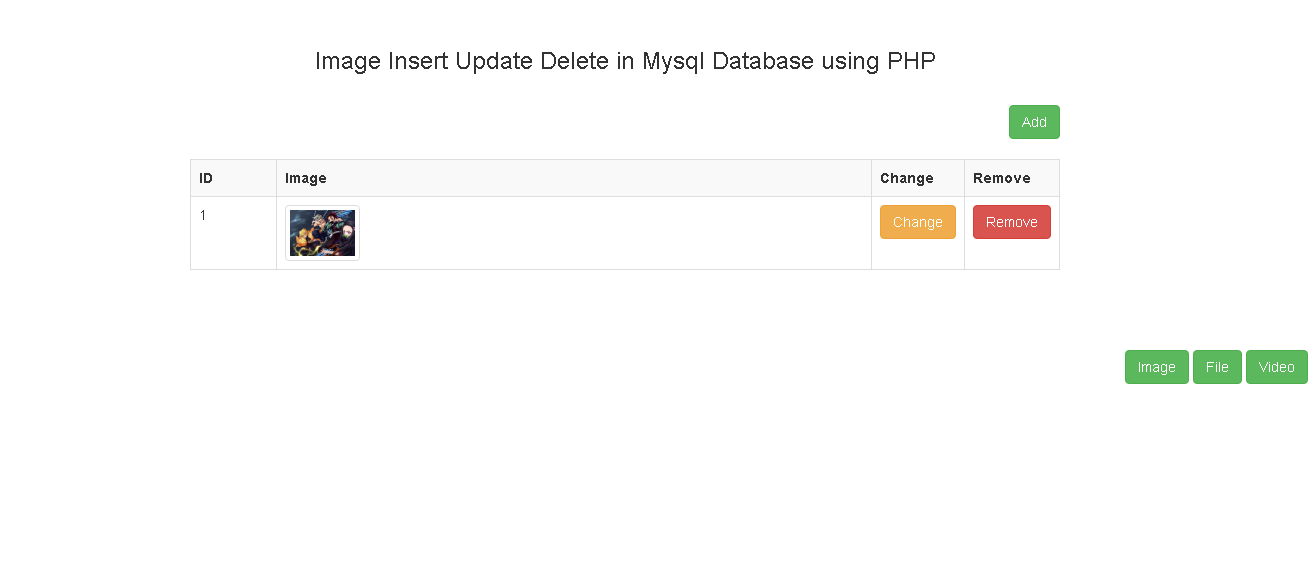 Image Insert Update Delete in Mysql Database using PHP
Add
ID Image Change Remove
1 Change Remove
Image File Video